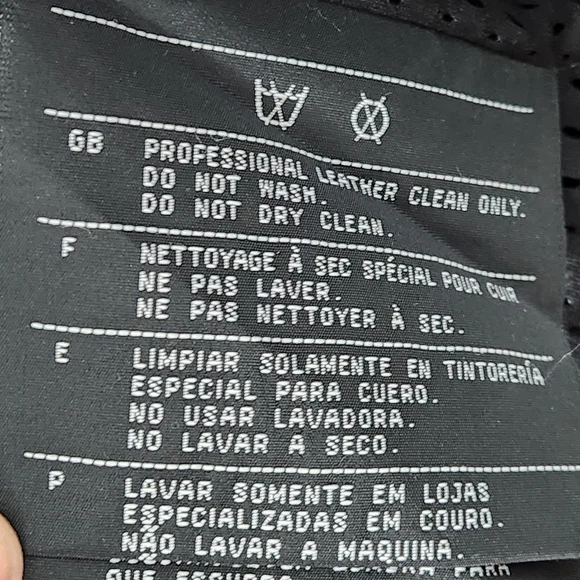 GB PROFESSIONAL LEATHER CLEAN ONLY.
DO NOT WASH.
DO NOT DRY CLEAN.
F NETTOYAGE À SEC SPÉCIAL POUR CUIR
NE PAS LAVER.
NE PAS NETTOYER À SEC.
E LIMPIAR SOLAMENTE EN TINTORERÍA
ESPECIAL PARA CUERO.
NO USAR LAVADORA.
NO LAVAR A SECO.
P LAVAR SOMENTE EM LOJAS
ESPECIALIZADAS EM COURO.
NÃO LAVAR A MAQUINA.
PARA